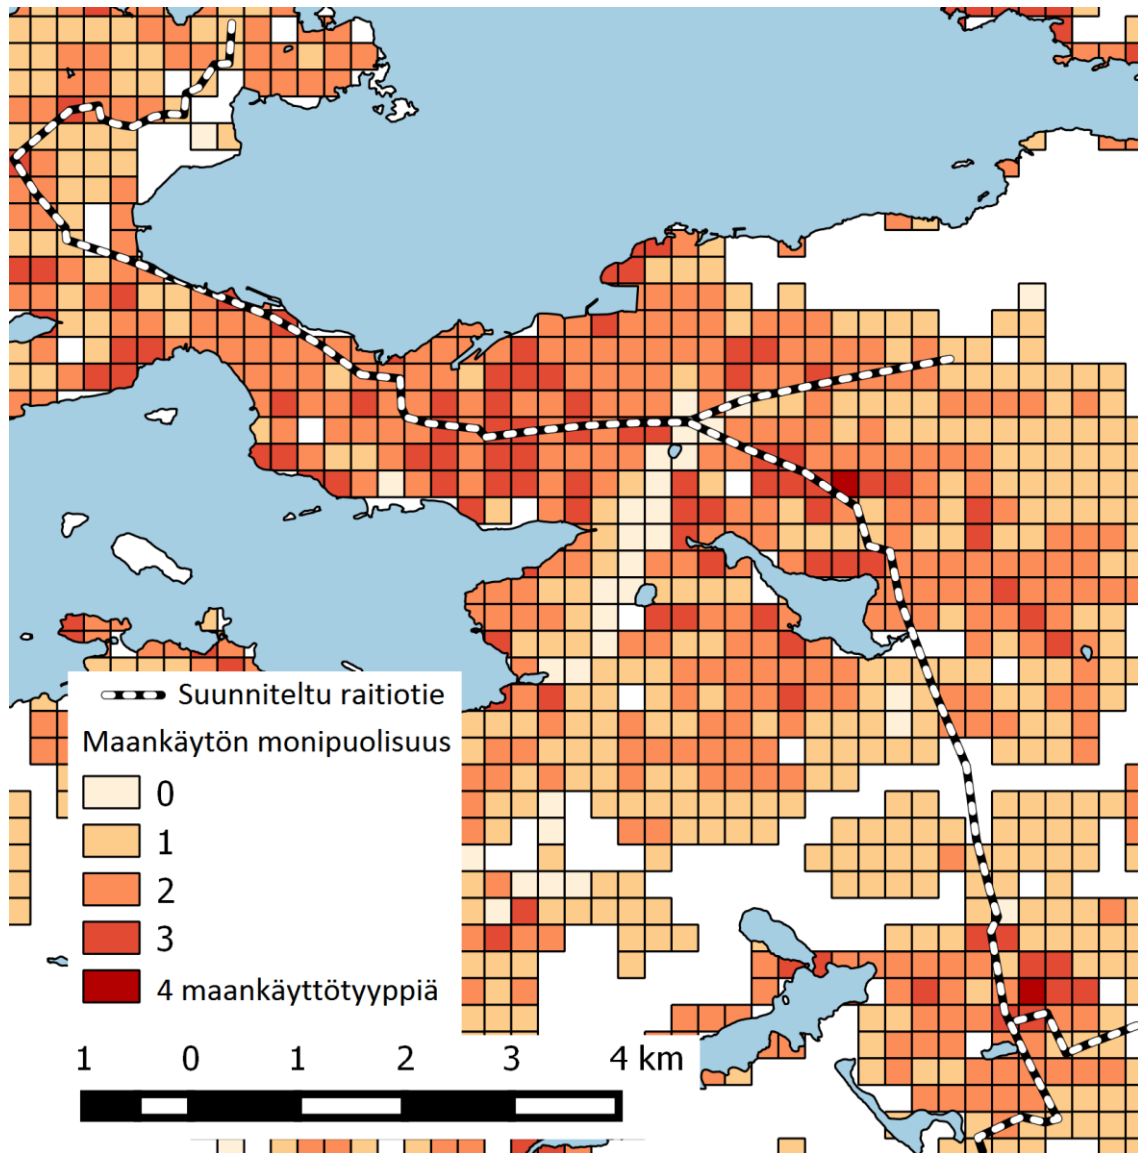 Suunniteltu raitiotie
Maankäytön monipuolisuus
0
1
2
3
4 maankäyttötyyppiä
1 0 1 2 3 4 km